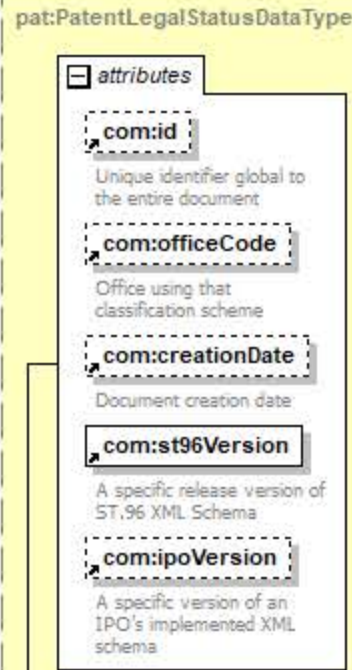 pat:PatentLegalStatusDataType
attributes
com:id
Unique identifier global to
the entire document
com:officeCode
Office using that
classification scheme
com:creationDate
Document creation date
com:st96Version
A specific release version of
ST.96 XML Schema
com:ipoVersion
A specific version of an
IPO's implemented XML
schema